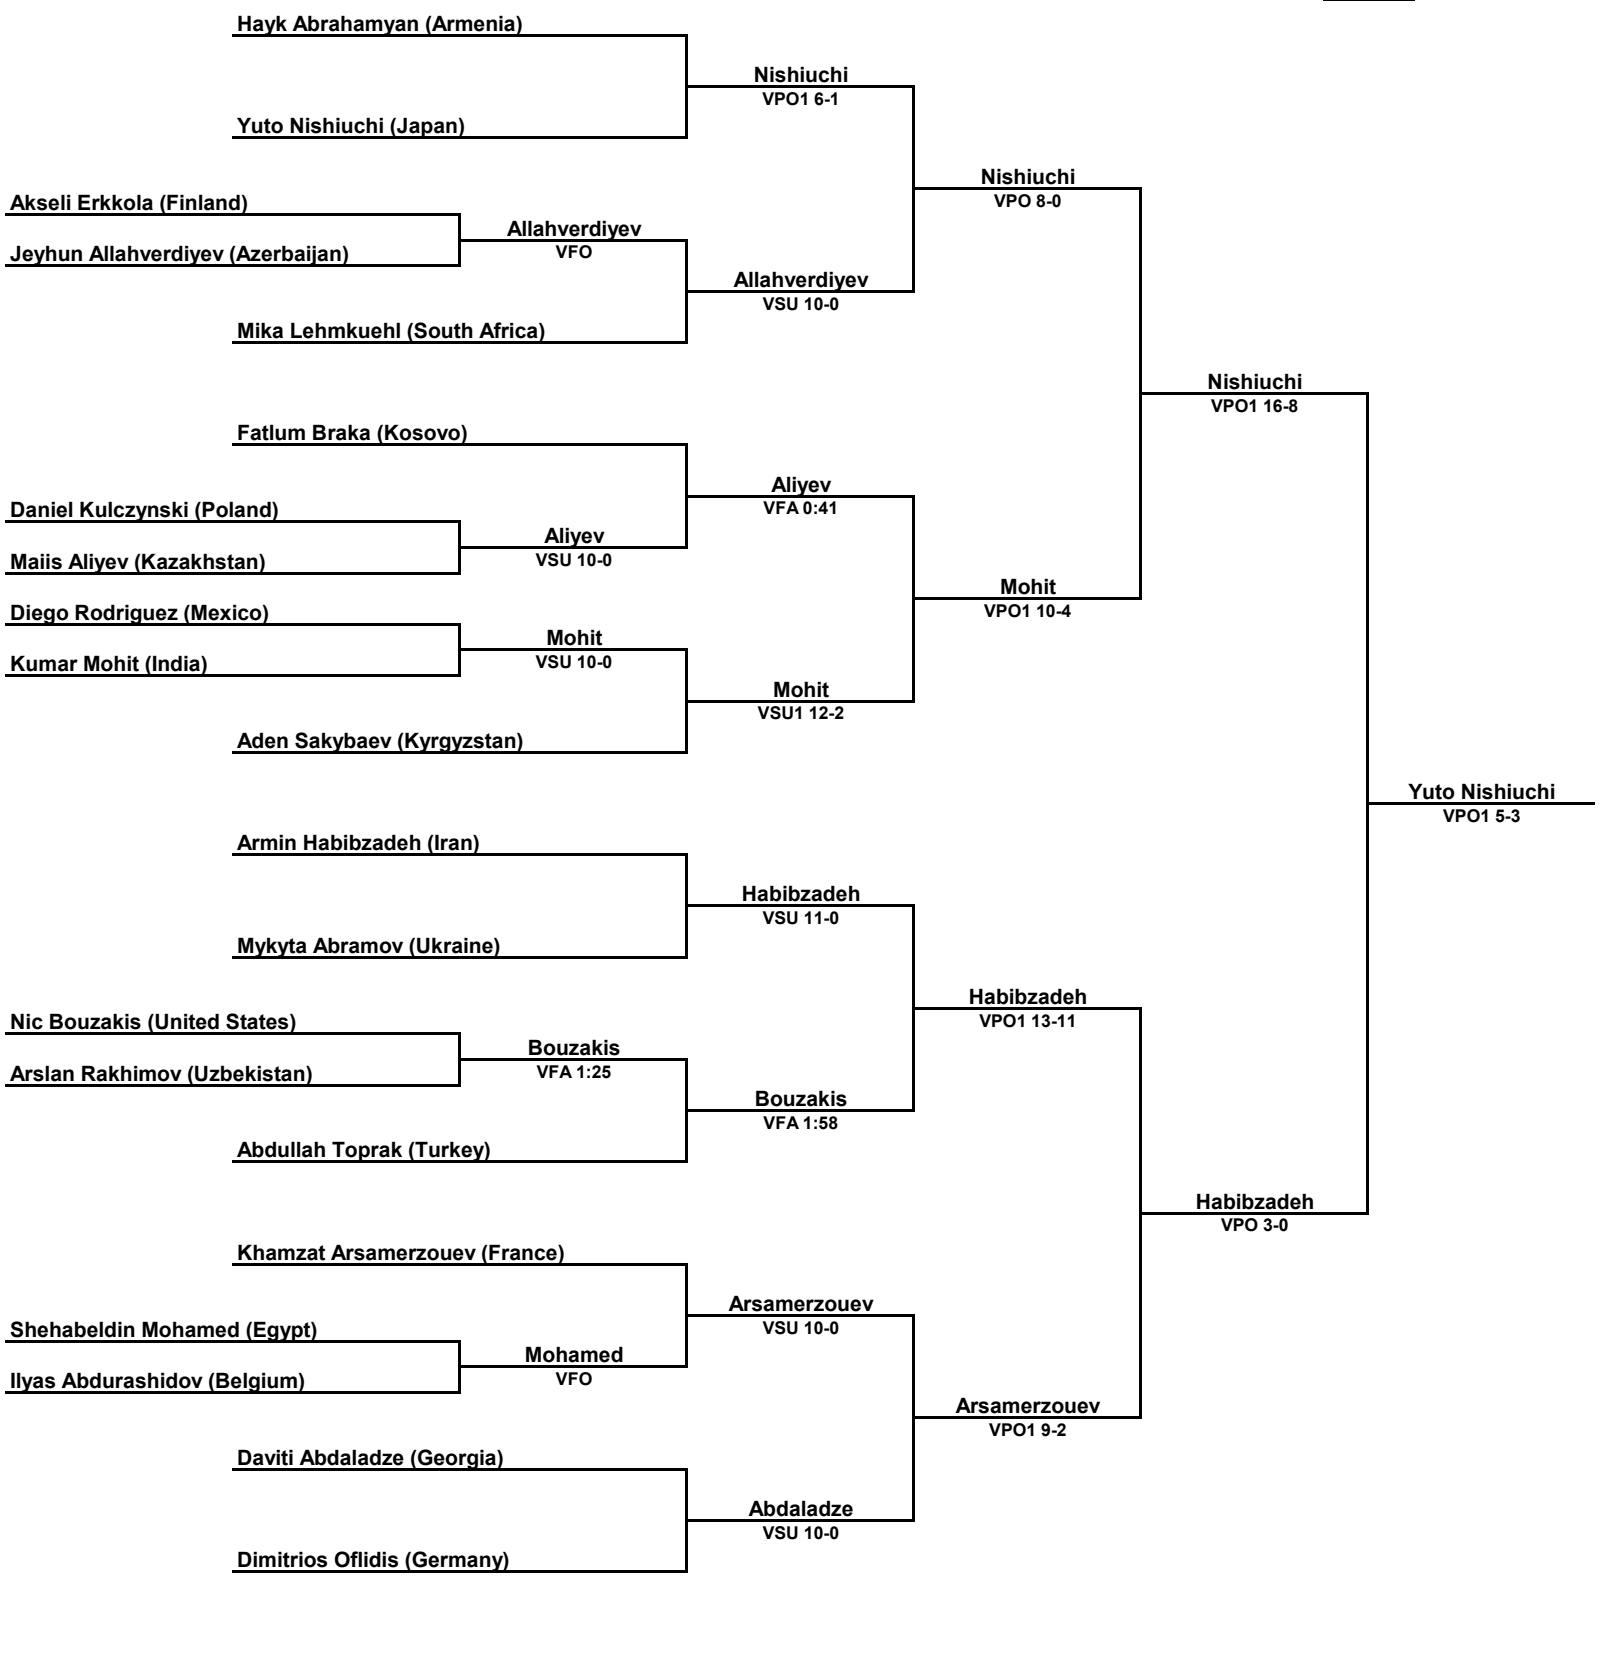 Hayk Abrahamyan (Armenia)
Nishiuchi
VPO1 6-1
Yuto Nishiuchi (Japan)
Nishiuchi
VPO 8-0
Akseli Erkkola (Finland)
Allahverdiyev
VFO
Jeyhun Allahverdiyev (Azerbaijan)
Allahverdiyev
VSU 10-0
Mika Lehmkuehl (South Africa)
Nishiuchi
VPO1 16-8
Fatlum Braka (Kosovo)
Aliyev
VFA 0:41
Daniel Kulczynski (Poland)
Aliyev
VSU 10-0
Maiis Aliyev (Kazakhstan)
Mohit
VPO1 10-4
Diego Rodriguez (Mexico)
Mohit
VSU 10-0
Kumar Mohit (India)
Mohit
VSU1 12-2
Aden Sakybaev (Kyrgyzstan)
Yuto Nishiuchi
VPO1 5-3
Armin Habibzadeh (Iran)
Habibzadeh
VSU 11-0
Mykyta Abramov (Ukraine)
Habibzadeh
VPO1 13-11
Nic Bouzakis (United States)
Bouzakis
VFA 1:25
Arslan Rakhimov (Uzbekistan)
Bouzakis
VFA 1:58
Abdullah Toprak (Turkey)
Habibzadeh
VPO 3-0
Khamzat Arsamerzouev (France)
Arsamerzouev
VSU 10-0
Shehabeldin Mohamed (Egypt)
Mohamed
VFO
Ilyas Abdurashidov (Belgium)
Arsamerzouev
VPO1 9-2
Daviti Abdaladze (Georgia)
Abdaladze
VSU 10-0
Dimitrios Oflidis (Germany)